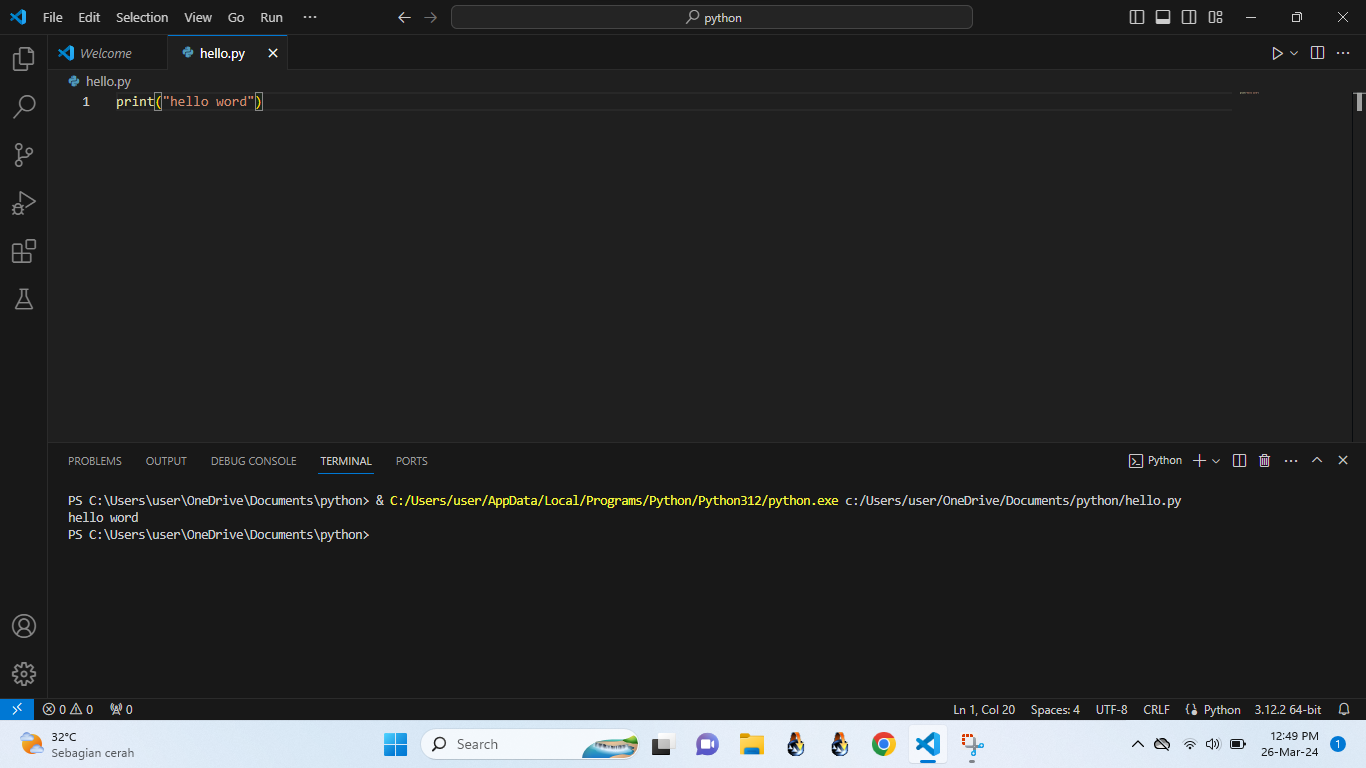 File Edit Selection View Go Run ··· python
Welcome hello.py
hello.py
1 print("hello word")
PROBLEMS OUTPUT DEBUG CONSOLE TERMINAL PORTS Python
PS C:\Users\user\OneDrive\Documents\python> & C:/Users/user/AppData/Local/Programs/Python/Python312/python.exe c:/Users/user/OneDrive/Documents/python/hello.py
hello word
PS C:\Users\user\OneDrive\Documents\python>
0 0 0 Ln 1, Col 20 Spaces: 4 UTF-8 CRLF Python 3.12.2 64-bit
32°C
Sebagian cerah
Search
12:49 PM
26-Mar-24
1